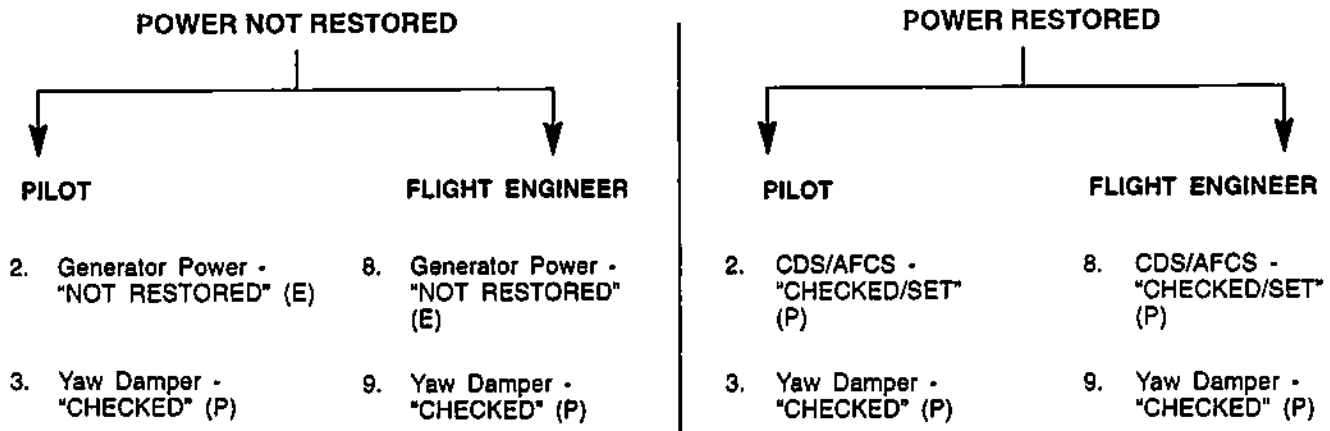 POWER NOT RESTORED
PILOT
2. Generator Power -
"NOT RESTORED" (E)
3. Yaw Damper -
"CHECKED" (P)
FLIGHT ENGINEER
8. Generator Power -
"NOT RESTORED"
(E)
9. Yaw Damper -
"CHECKED" (P)
POWER RESTORED
PILOT
2. CDS/AFCS -
"CHECKED/SET"
(P)
3. Yaw Damper -
"CHECKED" (P)
FLIGHT ENGINEER
8. CDS/AFCS -
"CHECKED/SET"
(P)
9. Yaw Damper -
"CHECKED" (P)